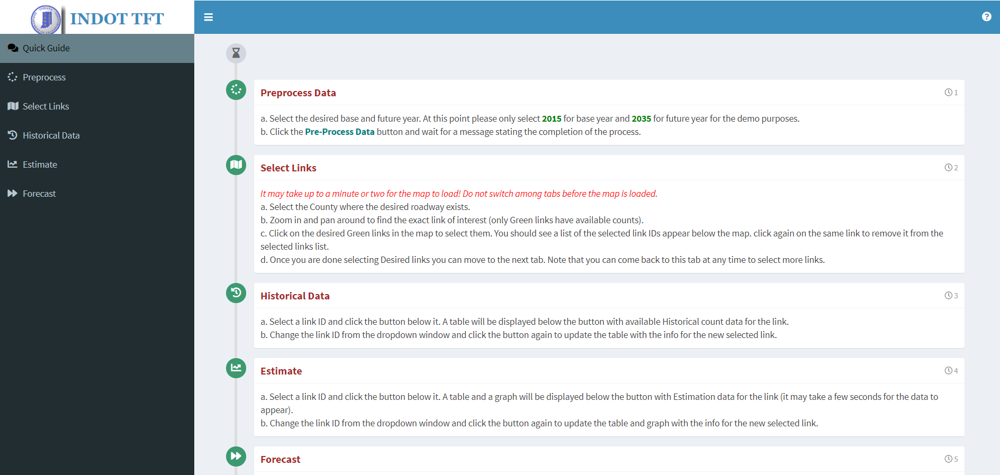 INDOT TFT
Quick Guide
Preprocess
Select Links
Historical Data
Estimate
Forecast
Preprocess Data
1
a. Select the desired base and future year. At this point please only select 2015 for base year and 2035 for future year for the demo purposes.
b. Click the Pre-Process Data button and wait for a message stating the completion of the process.
Select Links
2
It may take up to a minute or two for the map to load! Do not switch among tabs before the map is loaded.
a. Select the County where the desired roadway exists.
b. Zoom in and pan around to find the exact link of interest (only Green links have available counts).
c. Click on the desired Green links in the map to select them. You should see a list of the selected link IDs appear below the map. click again on the same link to remove it from the
selected links list.
d. Once you are done selecting Desired links you can move to the next tab. Note that you can come back to this tab at any time to select more links.
Historical Data
3
a. Select a link ID and click the button below it. A table will be displayed below the button with available Historical count data for the link.
b. Change the link ID from the dropdown window and click the button again to update the table with the info for the new selected link.
Estimate
4
a. Select a link ID and click the button below it. A table and a graph will be displayed below the button with Estimation data for the link (it may take a few seconds for the data to
appear).
b. Change the link ID from the dropdown window and click the button again to update the table and graph with the info for the new selected link.
Forecast
5